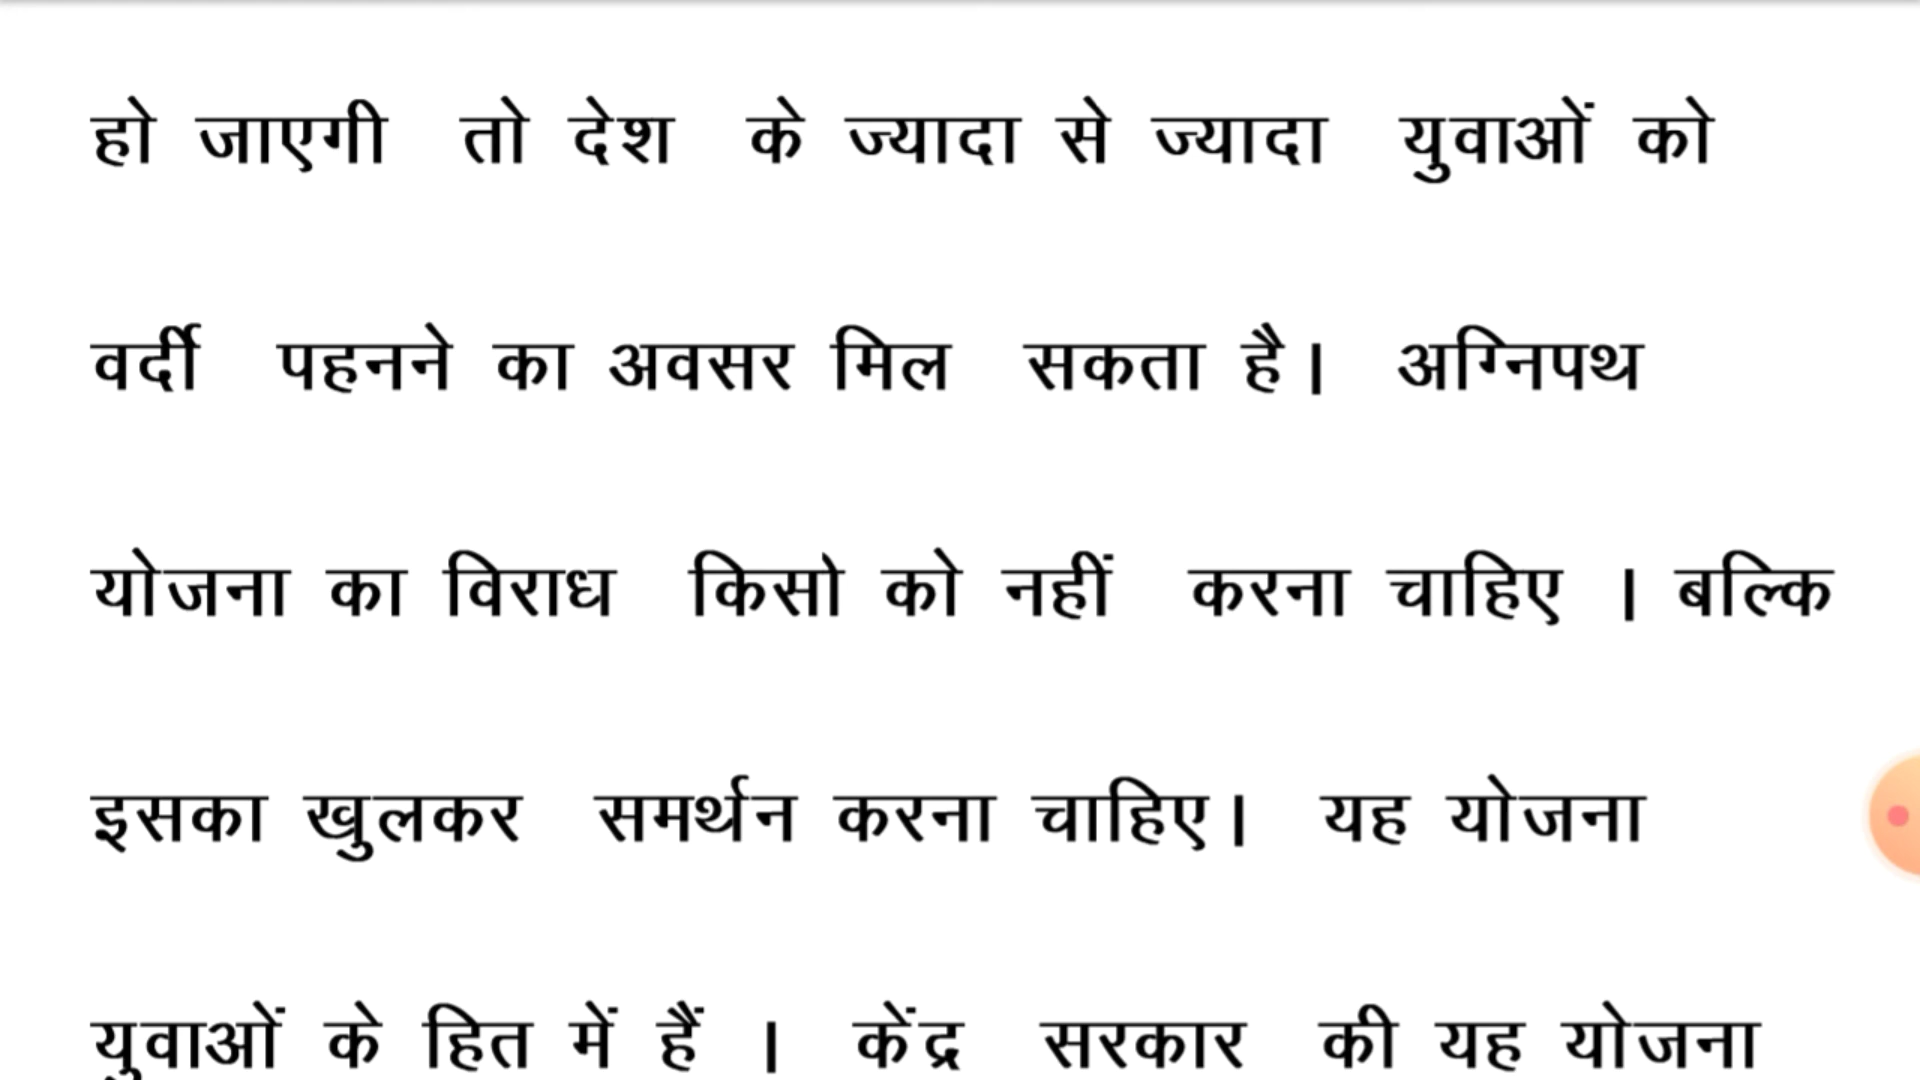 हो जाएगी तो देश के ज्यादा से ज्यादा युवाओं को
वर्दी पहनने का अवसर मिल सकता है। अग्निपथ
योजना का विराध किसो को नहीं करना चाहिए । बल्कि
इसका खुलकर समर्थन करना चाहिए। यह योजना
युवाओं के हित में हैं । केंद्र सरकार की यह योजना